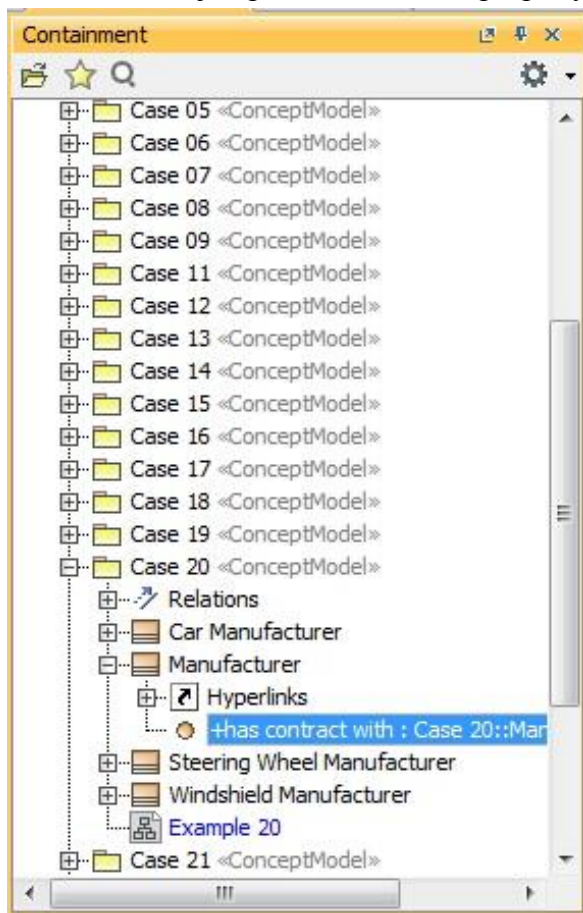 Containment
Case 05 «ConceptModel»
Case 06 «ConceptModel»
Case 07 «ConceptModel»
Case 08 «ConceptModel»
Case 09 «ConceptModel»
Case 11 «ConceptModel»
Case 12 «ConceptModel»
Case 13 «ConceptModel»
Case 14 «ConceptModel»
Case 15 «ConceptModel»
Case 16 «ConceptModel»
Case 17 «ConceptModel»
Case 18 «ConceptModel»
Case 19 «ConceptModel»
Case 20 «ConceptModel»
Relations
Car Manufacturer
Manufacturer
Hyperlinks
+has contract with : Case 20::Mar
Steering Wheel Manufacturer
Windshield Manufacturer
Example 20
Case 21 «ConceptModel»